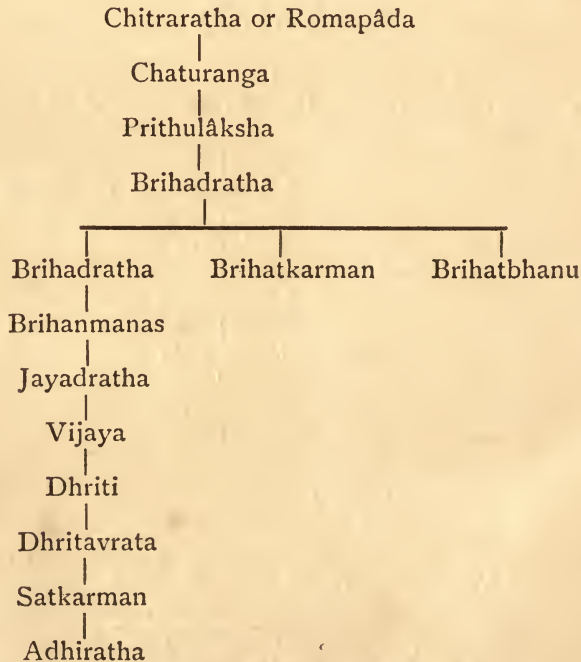 Chitraratha or Romapâda
Chaturanga
Prithulâksha
Brihadratha
Brihadratha Brihatkarman Brihatbhanu
Brihanmanas
Jayadratha
Vijaya
Dhriti
Dhritavrata
Satkarman
Adhiratha